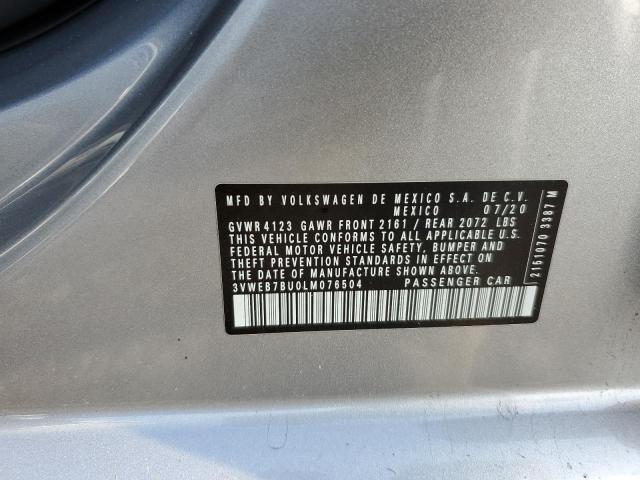 MFD BY VOLKSWAGEN DE MEXICO S.A. DE C.V.
MEXICO 07/20
GVWR 4123 GAWR FRONT 2161 / REAR 2072 LBS
THIS VEHICLE CONFORMS TO ALL APPLICABLE U.S.
FEDERAL MOTOR VEHICLE SAFETY, BUMPER AND
THEFT PREVENTION STANDARDS IN EFFECT ON
THE DATE OF MANUFACTURE SHOWN ABOVE.
3VWEB7BU0LM076504 PASSENGER CAR
2151070 3387 M